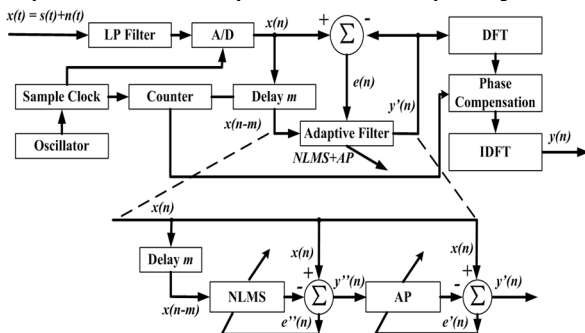 x(t) = s(t)+n(t)
LP Filter
A/D
x(n)
+
Σ
-
DFT
e(n)
Phase
Compensation
Sample Clock
Counter
Delay m
y'(n)
x(n-m)
Adaptive Filter
Oscillator
NLMS+AP
IDFT
y(n)
x(n)
Delay m
x(n)
x(n)
+
+
x(n-m)
NLMS
-
Σ
y''(n)
AP
-
Σ
y'(n)
e''(n)
e'(n)